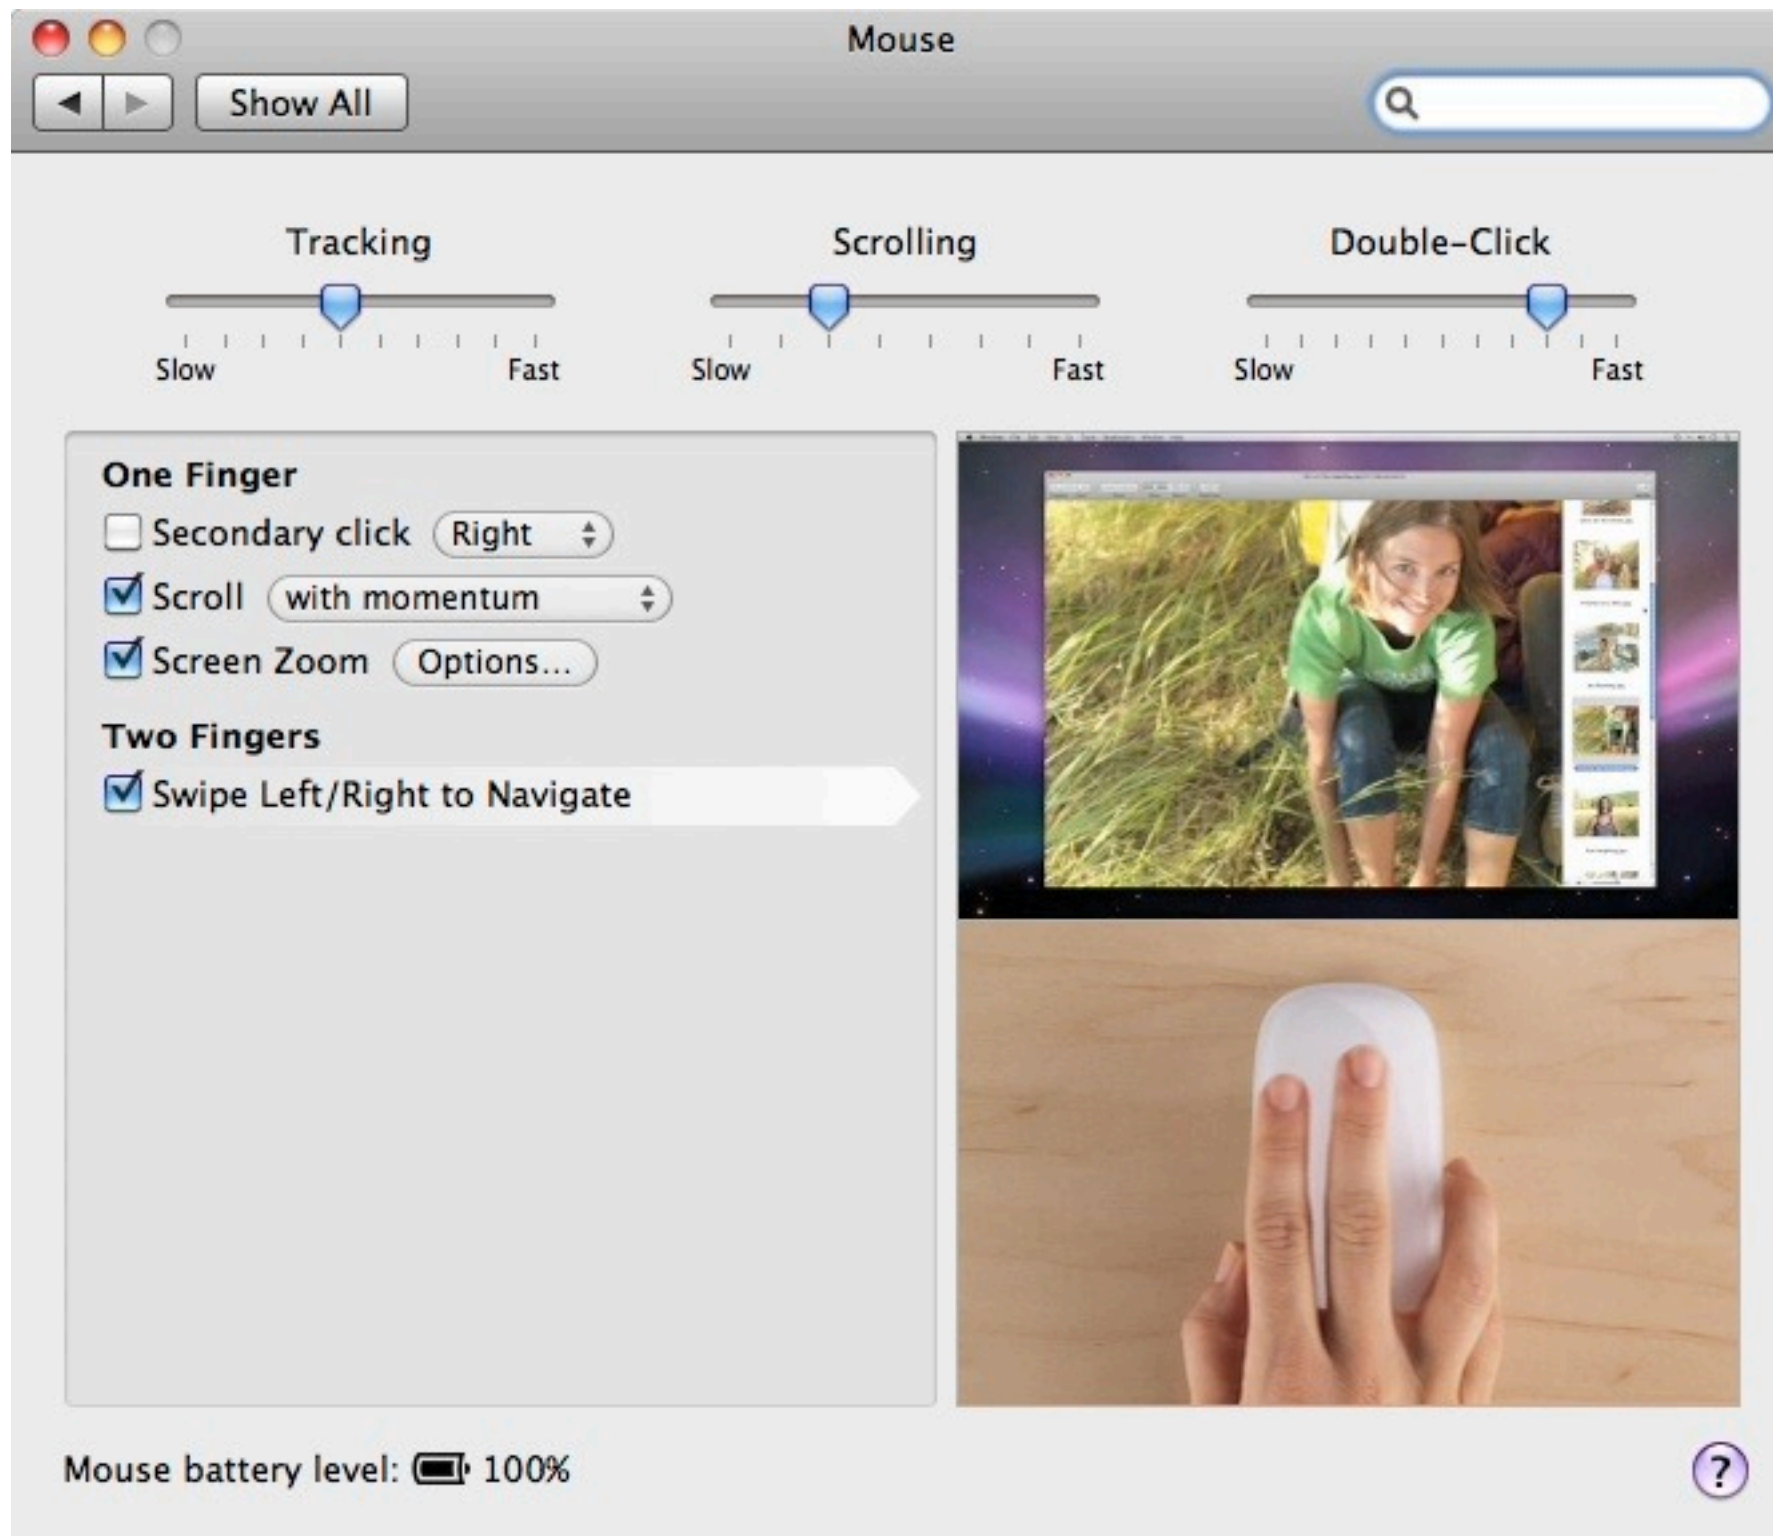 Mouse
Show All
Tracking
Scrolling
Double-Click
Slow
Fast
Slow
Fast
Slow
Fast
One Finger
Secondary click Right
Scroll with momentum
Screen Zoom Options...
Two Fingers
Swipe Left/Right to Navigate
Mouse battery level: 100%
?